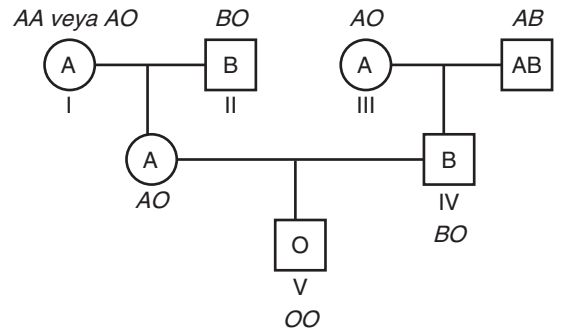 AA veya AO BO AO AB
A B A AB
I II III
A B
AO IV
BO
O
V
OO